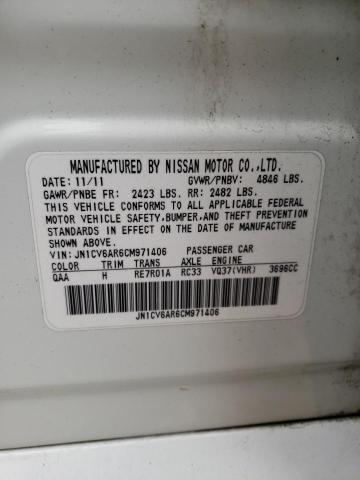 MANUFACTURED BY NISSAN MOTOR CO.,LTD.
DATE: 11/11 GVWR/PNBV: 4846 LBS.
GAWR/PNBE FR: 2423 LBS. RR: 2482 LBS.
THIS VEHICLE CONFORMS TO ALL APPLICABLE FEDERAL
MOTOR VEHICLE SAFETY,BUMPER,AND THEFT PREVENTION
STANDARDS IN EFFECT ON THE DATE OF MANUFACTURE
SHOWN ABOVE.
VIN: JN1CV6AR6CM971406 PASSENGER CAR
COLOR TRIM TRANS AXLE ENGINE
QAA H RE7R01A RC33 VQ37(VHR) 3696CC
JN1CV6AR6CM971406